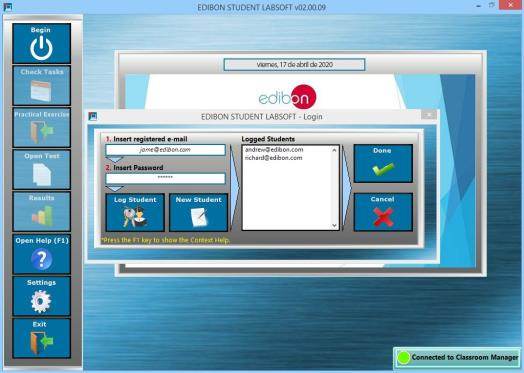 EDIBON STUDENT LABSOFT v02.00.09
Begin
Check Tasks
Practical Exercise
Open Test
Results
Open Help (F1)
?
Settings
Exit
viernes, 17 de abril de 2020
edibon
EDIBON STUDENT LABSOFT - Login
1. Insert registered e-mail
jame@edibon.com
2. Insert Password
******
Log Student
New Student
*Press the F1 key to show the Context Help.
Logged Students
andrew@edibon.com
richard@edibon.com
Done
Cancel
Connected to Classroom Manager